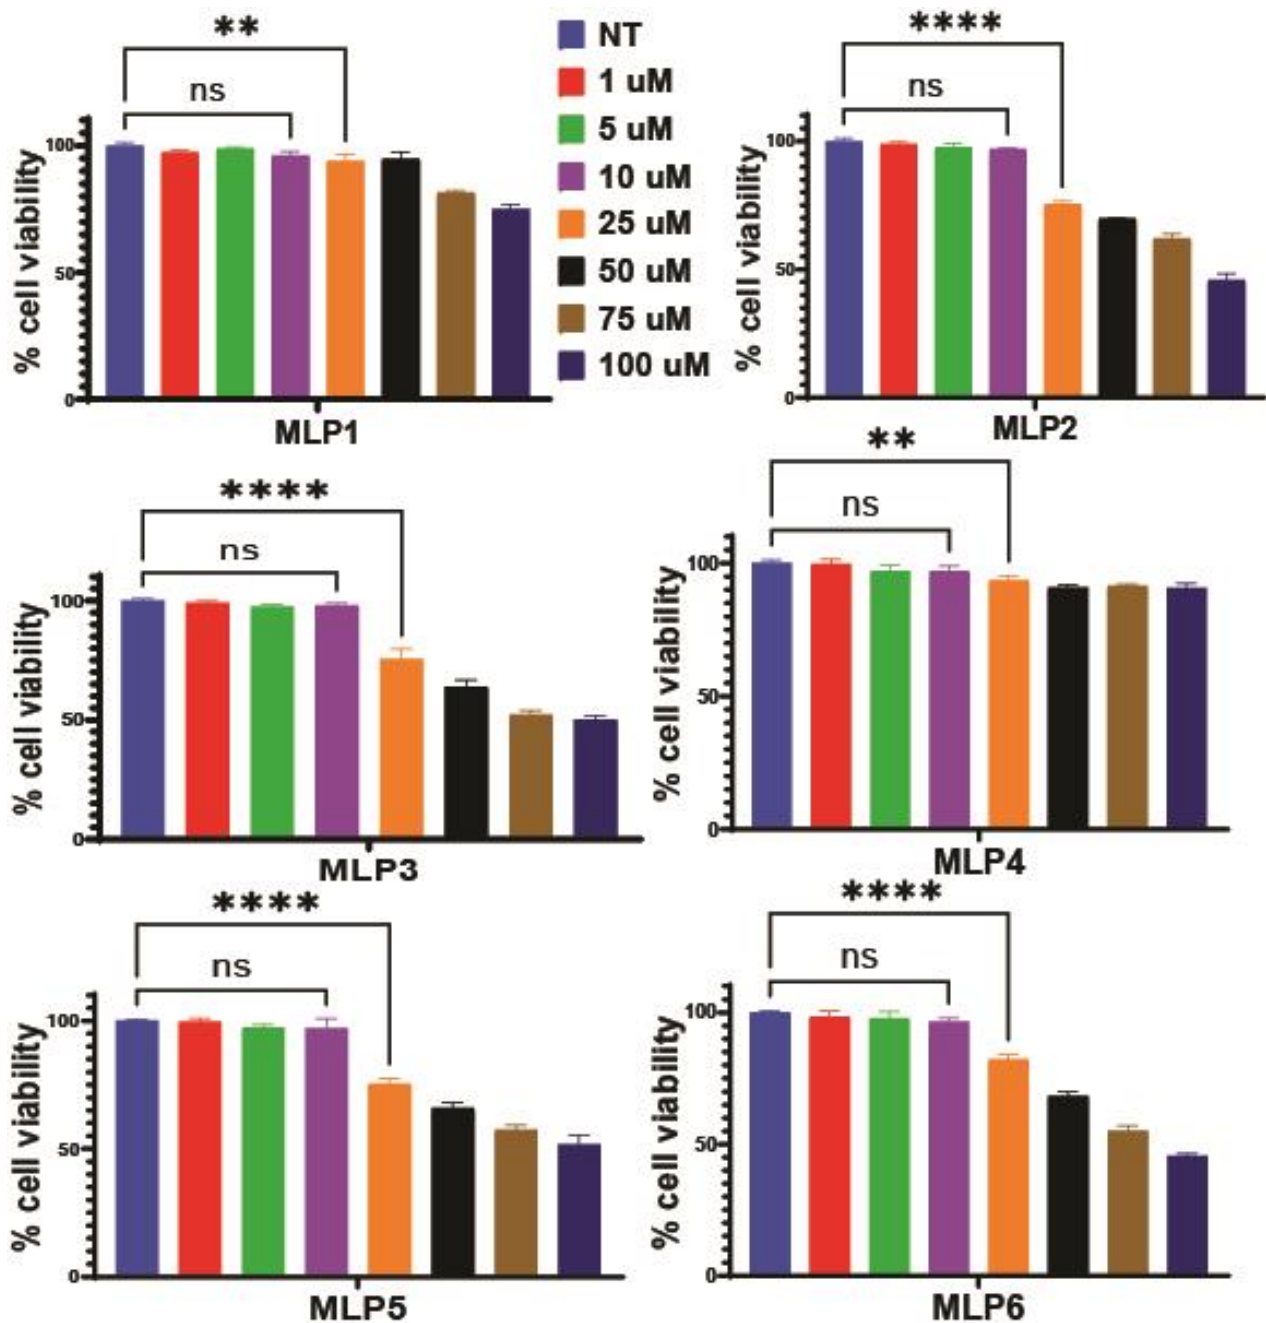 **
ns
100
50
0
% cell viability
MLP1
NT
1 uM
5 uM
10 uM
25 uM
50 uM
75 uM
100 uM
****
ns
100
50
0
% cell viability
MLP2
****
ns
100
50
0
% cell viability
MLP3
**
ns
100
50
0
% cell viability
MLP4
****
ns
100
50
0
% cell viability
MLP5
****
ns
100
50
0
% cell viability
MLP6